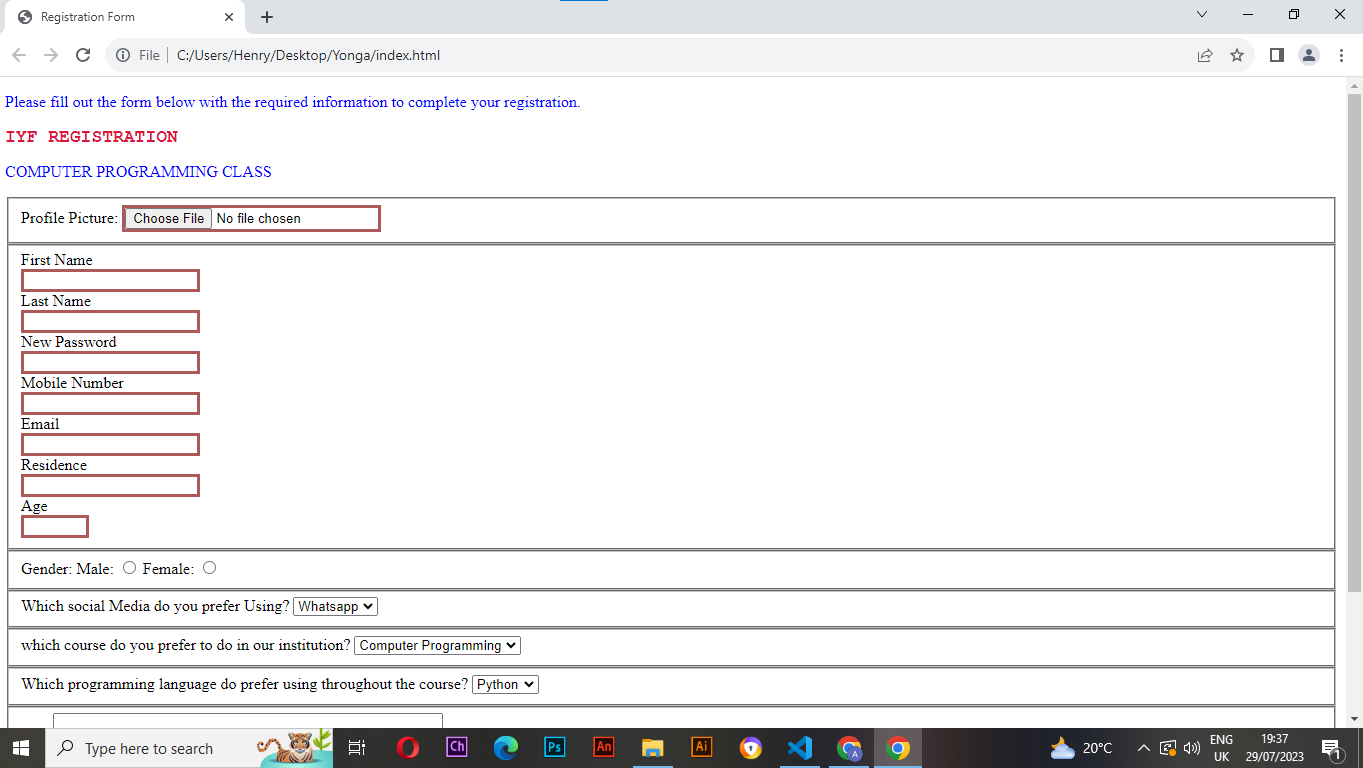 Registration Form
File C:/Users/Henry/Desktop/Yonga/index.html
Please fill out the form below with the required information to complete your registration.
IYF REGISTRATION
COMPUTER PROGRAMMING CLASS
Profile Picture: Choose File No file chosen
First Name
Last Name
New Password
Mobile Number
Email
Residence
Age
Gender: Male: Female:
Which social Media do you prefer Using? Whatsapp
which course do you prefer to do in our institution? Computer Programming
Which programming language do prefer using throughout the course? Python
Type here to search
Ch
Ps
An
Ai
A
20°C
ENG
UK
19:37
29/07/2023
1